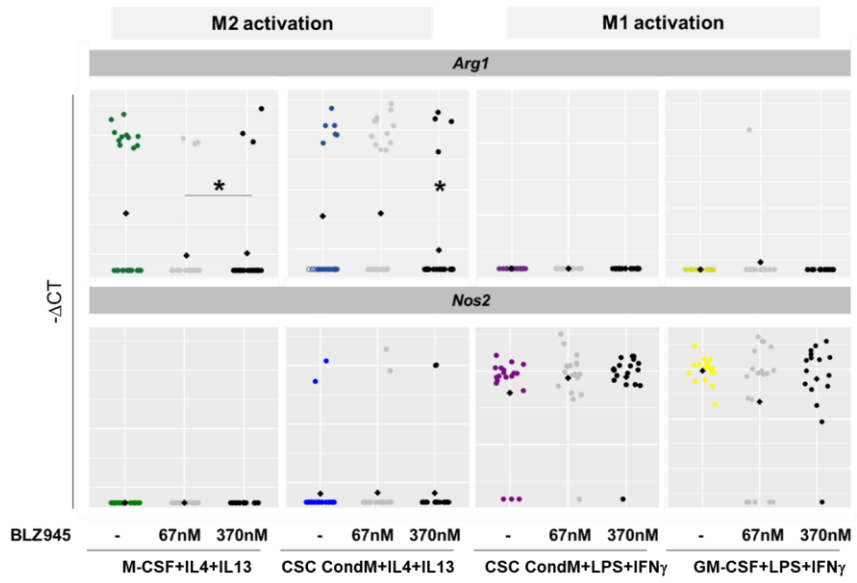 M2 activation M1 activation
Arg1
*
*
-ΔCT
Nos2
BLZ945 - 67nM 370nM - 67nM 370nM - 67nM 370nM - 67nM 370nM
M-CSF+IL4+IL13 CSC CondM+IL4+IL13 CSC CondM+LPS+IFNγ GM-CSF+LPS+IFNγ